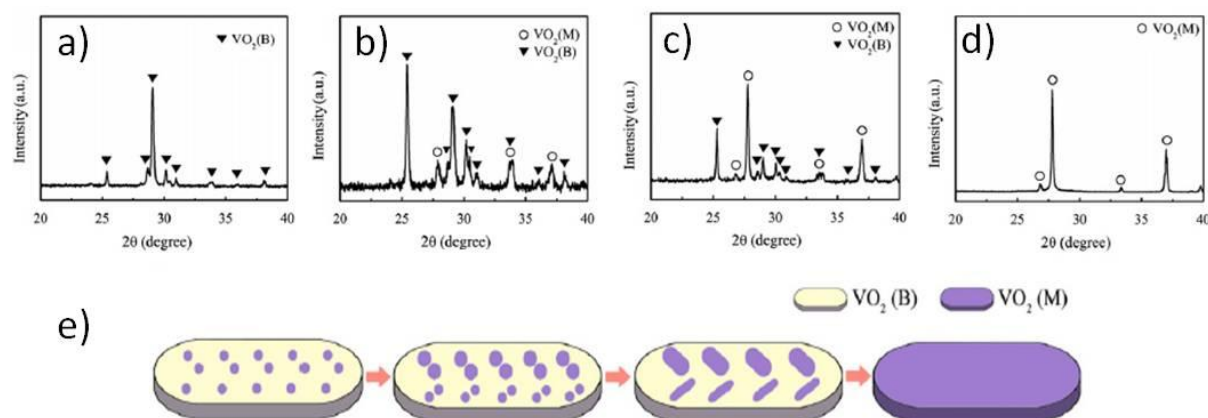 a)
▼ VO₂(B)
Intensity (a.u.)
20 25 30 35 40
2θ (degree)
b)
○ VO₂(M)
▼ VO₂(B)
Intensity (a.u.)
20 25 30 35 40
2θ (degree)
c)
○ VO₂(M)
▼ VO₂(B)
Intensity (a.u.)
20 25 30 35 40
2θ (degree)
d)
○ VO₂(M)
Intensity (a.u.)
20 25 30 35 40
2θ (degree)
VO₂ (B) VO₂ (M)
e)